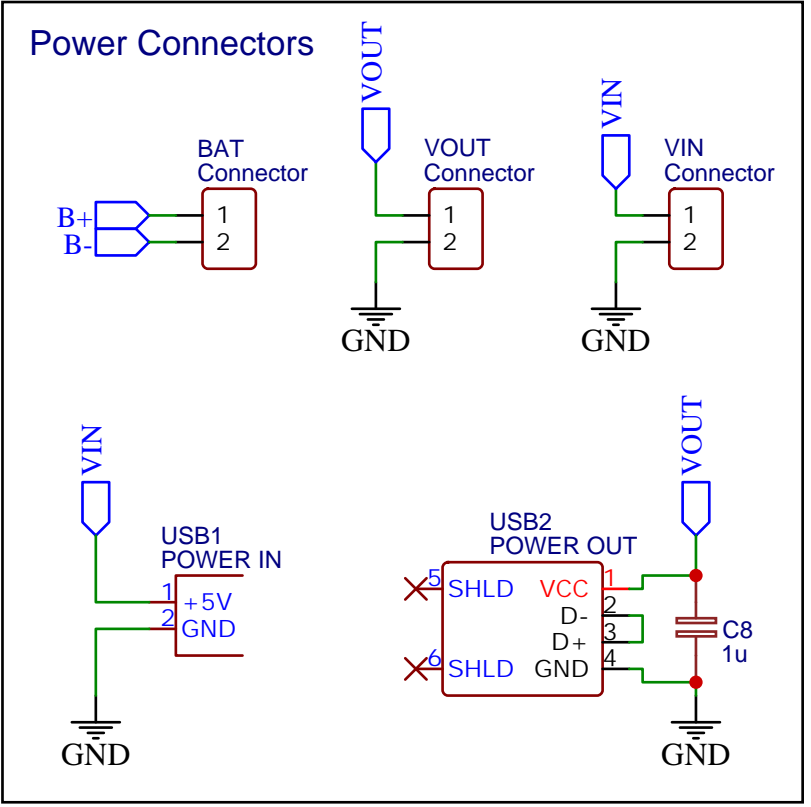 Power Connectors
VOUT
VIN
BAT
Connector
B+
B-
1
2
VOUT
Connector
1
2
GND
VIN
Connector
1
2
GND
VIN
USB1
POWER IN
1
2
+5V
GND
GND
VOUT
USB2
POWER OUT
5
SHLD
6
SHLD
VCC
1
D-
2
D+
3
GND
4
C8
1u
GND